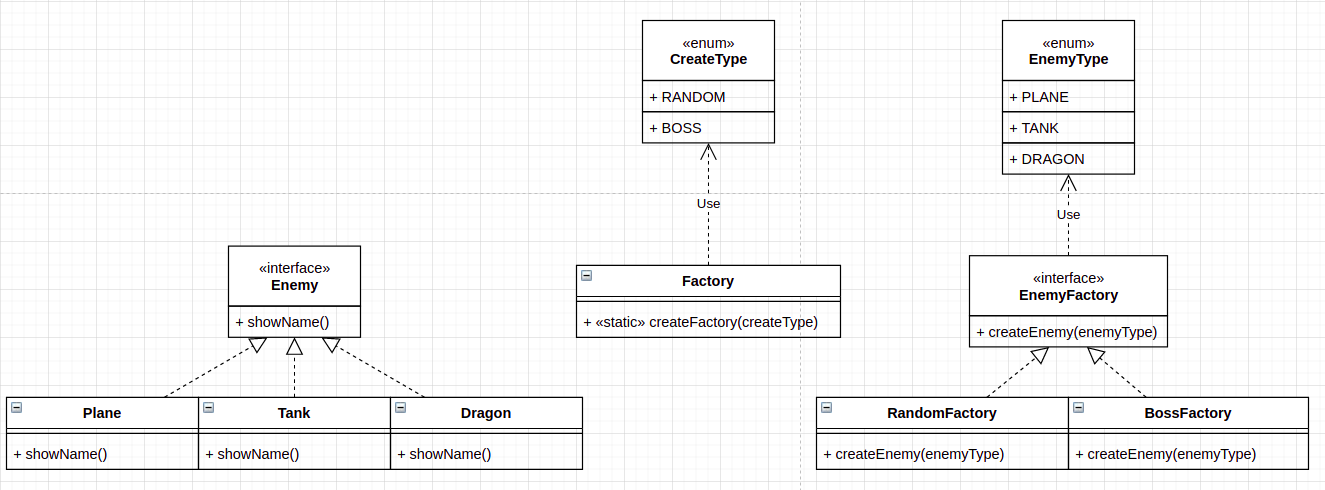 «enum»
CreateType
+ RANDOM
+ BOSS
Use
«enum»
EnemyType
+ PLANE
+ TANK
+ DRAGON
Use
«interface»
Enemy
+ showName()
Factory
+ «static» createFactory(createType)
«interface»
EnemyFactory
+ createEnemy(enemyType)
Plane
+ showName()
Tank
+ showName()
Dragon
+ showName()
RandomFactory
+ createEnemy(enemyType)
BossFactory
+ createEnemy(enemyType)